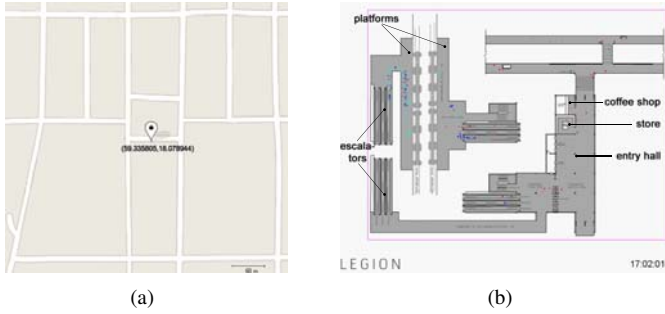 (59.335805,18.079944)
platforms
coffee shop
store
escala-
tors
entry hall
LEGION
17:02:01
(a)
(b)